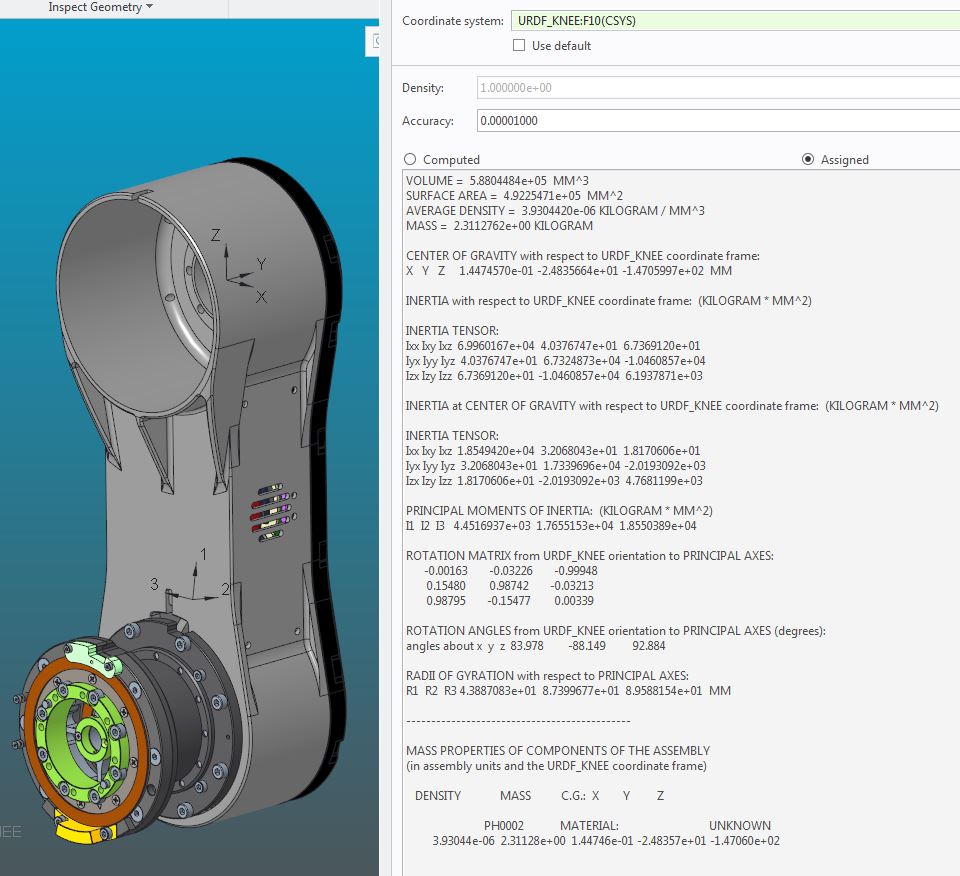 Inspect Geometry
Coordinate system: URDF_KNEE:F10(CSYS)
Use default
Density: 1.000000e+00
Accuracy: 0.00001000
Computed Assigned
VOLUME = 5.8804484e+05 MM^3
SURFACE AREA = 4.9225471e+05 MM^2
AVERAGE DENSITY = 3.9304420e-06 KILOGRAM / MM^3
MASS = 2.3112762e+00 KILOGRAM
CENTER OF GRAVITY with respect to URDF_KNEE coordinate frame:
X Y Z 1.4474570e-01 -2.4835664e+01 -1.4705997e+02 MM
INERTIA with respect to URDF_KNEE coordinate frame: (KILOGRAM * MM^2)
INERTIA TENSOR:
Ixx Ixy Ixz 6.9960167e+04 4.0376747e+01 6.7369120e+01
Iyx Iyy Iyz 4.0376747e+01 6.7324873e+04 -1.0460857e+04
Izx Izy Izz 6.7369120e+01 -1.0460857e+04 6.1937871e+03
INERTIA at CENTER OF GRAVITY with respect to URDF_KNEE coordinate frame: (KILOGRAM * MM^2)
INERTIA TENSOR:
Ixx Ixy Ixz 1.8549420e+04 3.2068043e+01 1.8170606e+01
Iyx Iyy Iyz 3.2068043e+01 1.7339696e+04 -2.0193092e+03
Izx Izy Izz 1.8170606e+01 -2.0193092e+03 4.7681199e+03
PRINCIPAL MOMENTS OF INERTIA: (KILOGRAM * MM^2)
I1 I2 I3 4.4516937e+03 1.7655153e+04 1.8550389e+04
ROTATION MATRIX from URDF_KNEE orientation to PRINCIPAL AXES:
-0.00163 -0.03226 -0.99948
0.15480 0.98742 -0.03213
0.98795 -0.15477 0.00339
ROTATION ANGLES from URDF_KNEE orientation to PRINCIPAL AXES (degrees):
angles about x y z 83.978 -88.149 92.884
RADII OF GYRATION with respect to PRINCIPAL AXES:
R1 R2 R3 4.3887083e+01 8.7399677e+01 8.9588154e+01 MM
---------------------------------------------
MASS PROPERTIES OF COMPONENTS OF THE ASSEMBLY
(in assembly units and the URDF_KNEE coordinate frame)
DENSITY MASS C.G.: X Y Z
PH0002 MATERIAL: UNKNOWN
3.93044e-06 2.31128e+00 1.44746e-01 -2.48357e+01 -1.47060e+02
Z
Y
X
1
3
2
EE